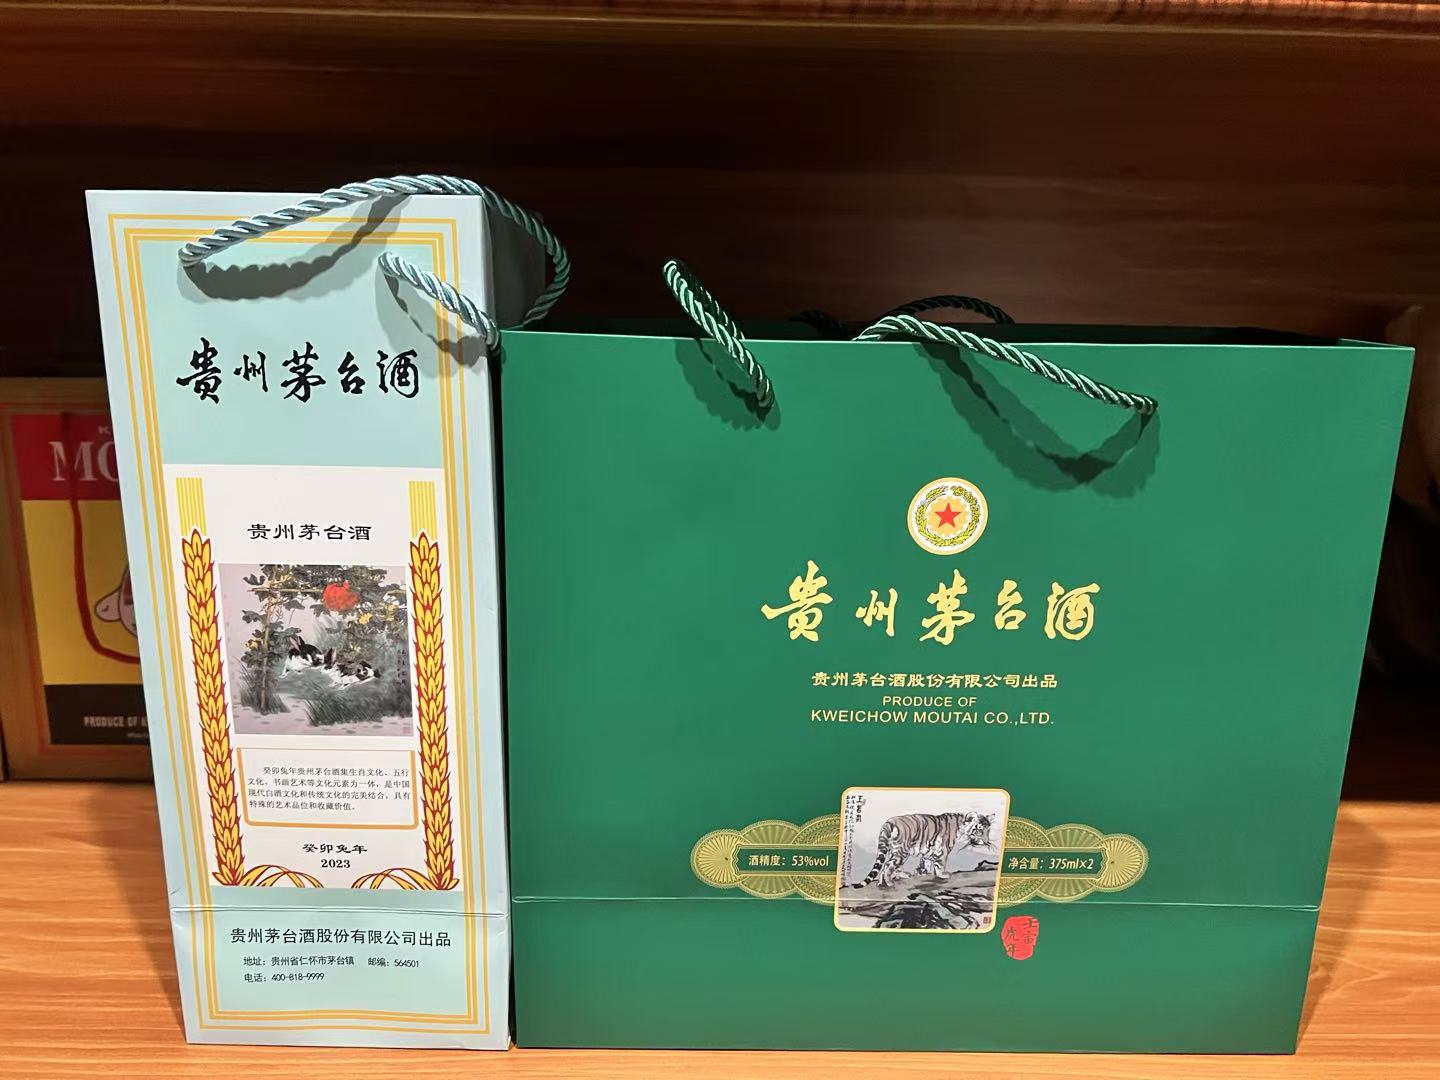 贵州茅台酒
贵州茅台酒
癸卯兔年贵州茅台酒集生肖文化、五行
文化、书画艺术等文化元素为一体，是中国
现代白酒文化和传统文化的完美结合，具有
特殊的艺术品位和收藏价值。
癸卯兔年
2023
贵州茅台酒股份有限公司出品
地址：贵州省仁怀市茅台镇 邮编：564501
电话：400-818-9999
贵州茅台酒
贵州茅台酒股份有限公司出品
PRODUCE OF
KWEICHOW MOUTAI CO.,LTD.
酒精度：53%vol
净含量：375ml×2
壬寅
虎年
PRODUCE OF